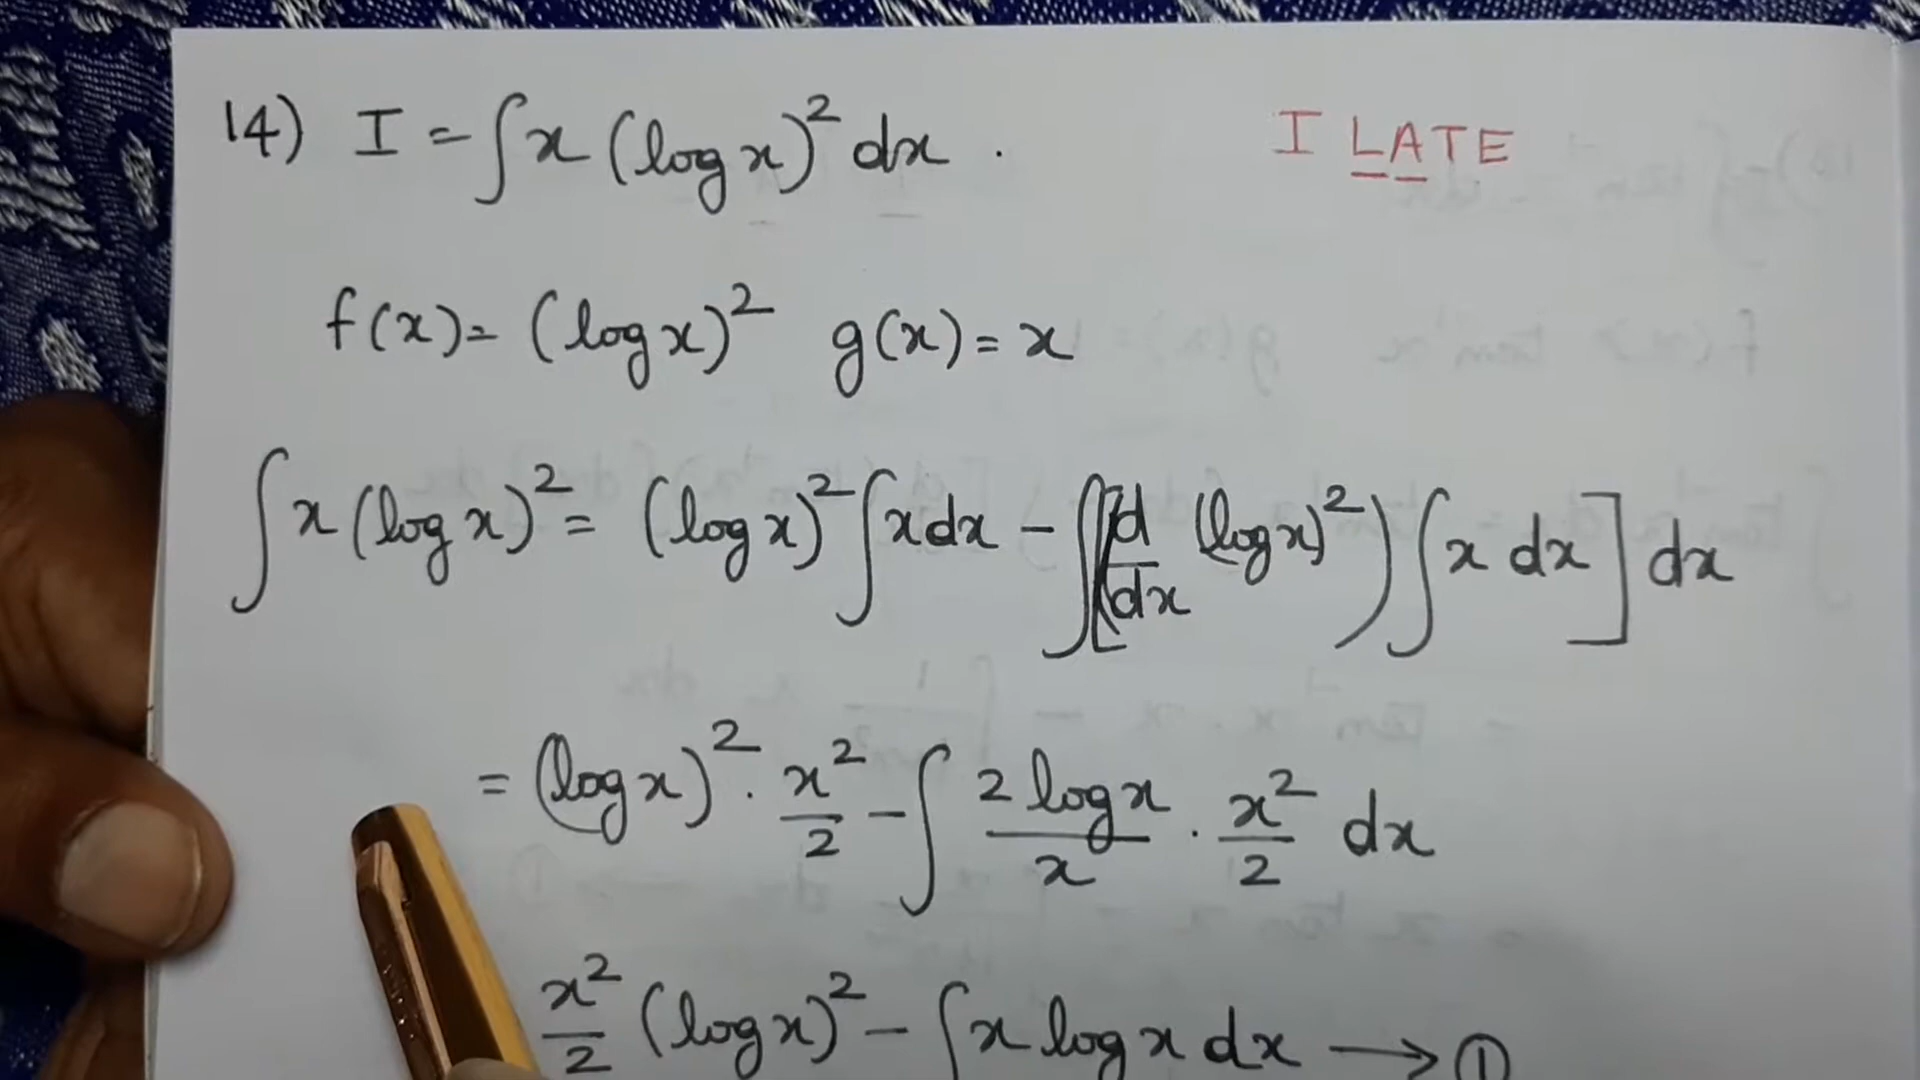 14) I = ∫ x (log x)² dx . I LATE
f(x) = (log x)² g(x) = x
∫ x (log x)² = (log x)² ∫ x dx − ∫ [(d/dx (log x)²) ∫ x dx] dx
= (log x)² · x²/2 − ∫ 2 log x / x · x²/2 dx
x²/2 (log x)² − ∫ x log x dx → ①